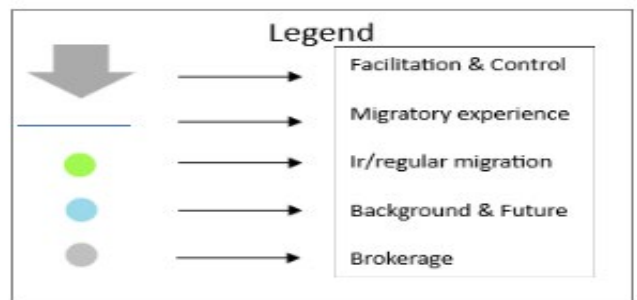 Legend
Facilitation & Control
Migratory experience
Ir/regular migration
Background & Future
Brokerage